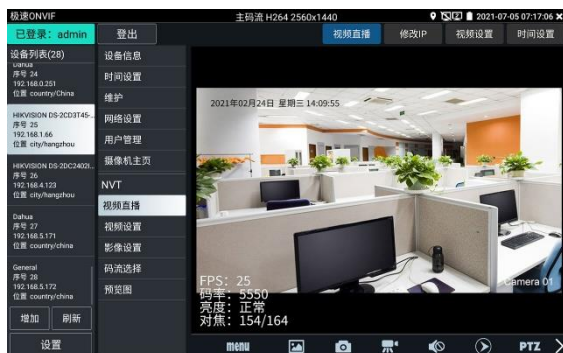 极速ONVIF
主码流 H264 2560x1440
2021-07-05 07:17:06
已登录：admin
登出
视频直播
修改IP
视频设置
时间设置
设备列表(28)
Dahua
序号 24
192.168.0.251
位置 country/China
HIKVISION DS-2CD3T45-...
序号 25
192.168.1.66
位置 city/hangzhou
HIKVISION DS-2DC2402I...
序号 26
192.168.4.123
位置 city/hangzhou
Dahua
序号 27
192.168.5.171
位置 country/china
General
序号 28
192.168.5.172
位置 country/china
增加
刷新
设置
设备信息
时间设置
维护
网络设置
用户管理
摄像机主页
NVT
视频直播
视频设置
影像设置
码流选择
预览图
2021年02月24日 星期三 14:09:55
FPS: 25
码率: 5550
亮度: 正常
对焦: 154/164
Camera 01
menu
PTZ